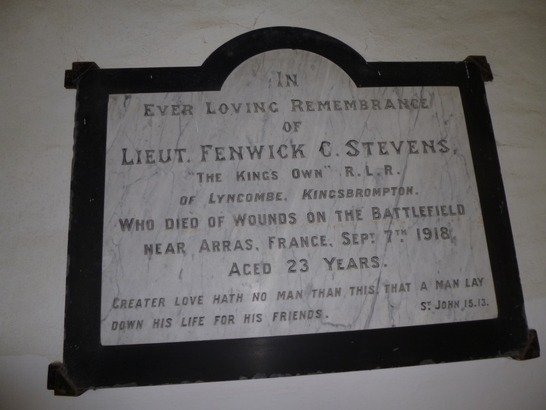 IN
EVER LOVING REMEMBRANCE
OF
LIEUT. FENWICK C. STEVENS,
"THE KING'S OWN" R.L.R.
OF LYNCOMBE, KINGSBROMPTON.
WHO DIED OF WOUNDS ON THE BATTLEFIELD
NEAR ARRAS, FRANCE, SEPT. 7TH 1918,
AGED 23 YEARS.
GREATER LOVE HATH NO MAN THAN THIS, THAT A MAN LAY
DOWN HIS LIFE FOR HIS FRIENDS. ST JOHN 15.13.